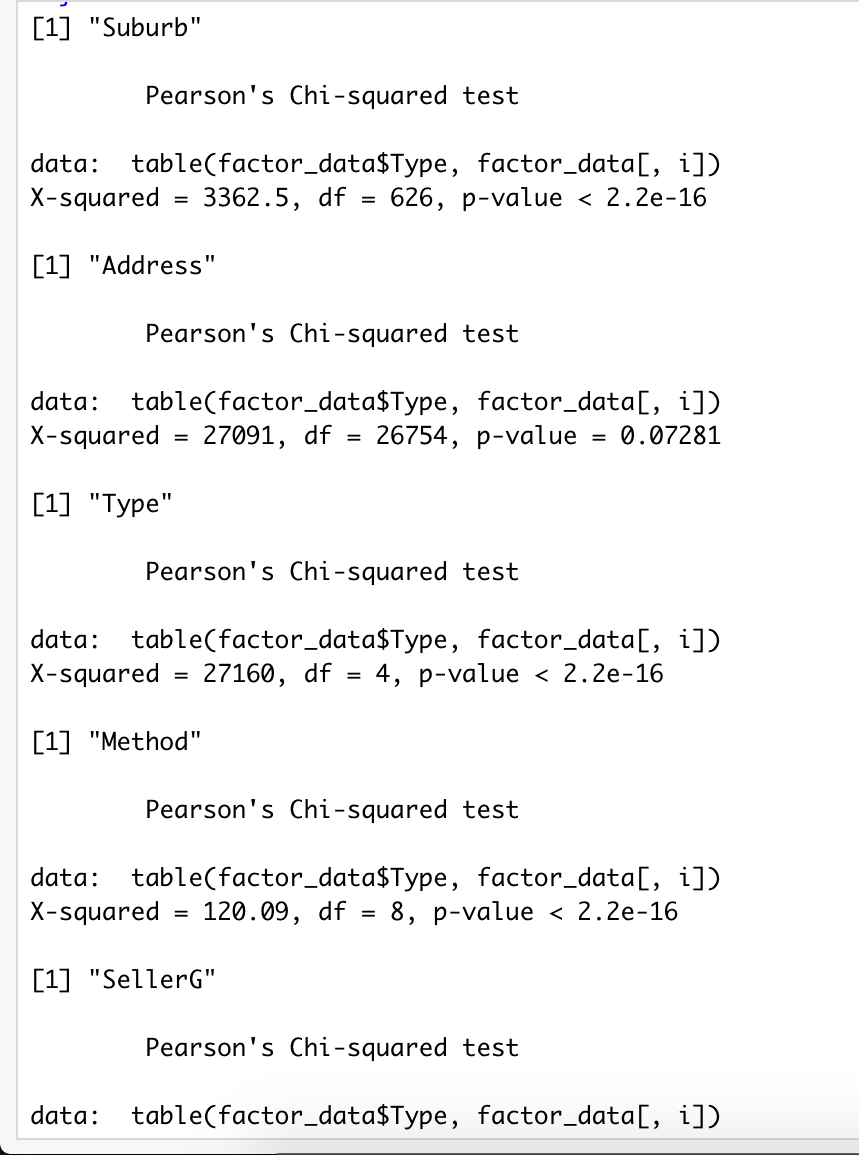 [1] "Suburb"
Pearson's Chi-squared test
data:  table(factor_data$Type, factor_data[, i])
X-squared = 3362.5, df = 626, p-value < 2.2e-16
[1] "Address"
Pearson's Chi-squared test
data:  table(factor_data$Type, factor_data[, i])
X-squared = 27091, df = 26754, p-value = 0.07281
[1] "Type"
Pearson's Chi-squared test
data:  table(factor_data$Type, factor_data[, i])
X-squared = 27160, df = 4, p-value < 2.2e-16
[1] "Method"
Pearson's Chi-squared test
data:  table(factor_data$Type, factor_data[, i])
X-squared = 120.09, df = 8, p-value < 2.2e-16
[1] "SellerG"
Pearson's Chi-squared test
data:  table(factor_data$Type, factor_data[, i])